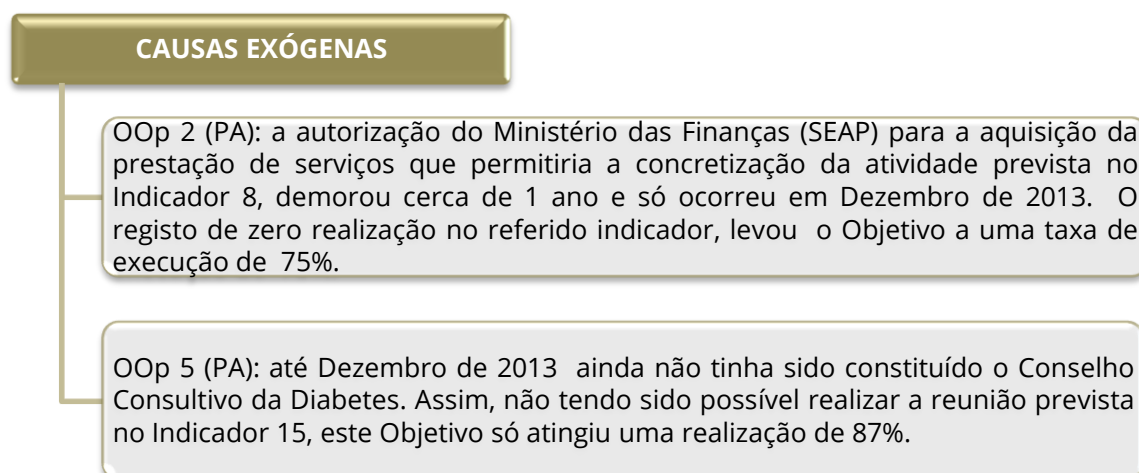 CAUSAS EXÓGENAS
OOp 2 (PA): a autorização do Ministério das Finanças (SEAP) para a aquisição da
prestação de serviços que permitiria a concretização da atividade prevista no
Indicador 8, demorou cerca de 1 ano e só ocorreu em Dezembro de 2013. O
registo de zero realização no referido indicador, levou o Objetivo a uma taxa de
execução de 75%.
OOp 5 (PA): até Dezembro de 2013 ainda não tinha sido constituído o Conselho
Consultivo da Diabetes. Assim, não tendo sido possível realizar a reunião prevista
no Indicador 15, este Objetivo só atingiu uma realização de 87%.